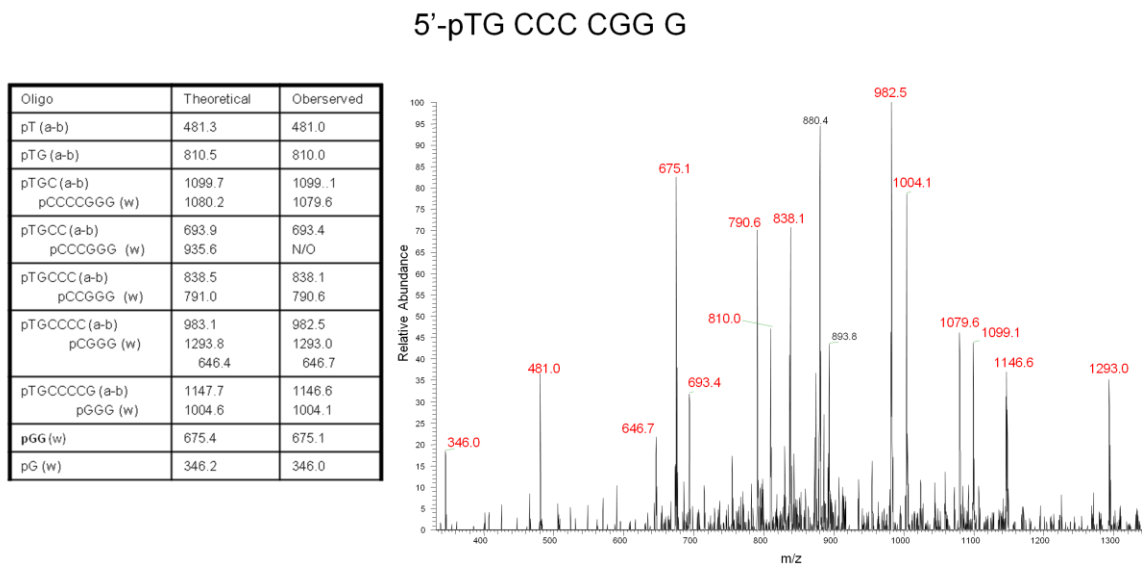 5'-pTG CCC CGG G
Oligo Theoretical Oberserved
pT (a-b) 481.3 481.0
pTG (a-b) 810.5 810.0
pTGC (a-b) 1099.7 1099..1
pCCCCGGG (w) 1080.2 1079.6
pTGCC (a-b) 693.9 693.4
pCCCGGG (w) 935.6 N/O
pTGCCC (a-b) 838.5 838.1
pCCGGG (w) 791.0 790.6
pTGCCCC (a-b) 983.1 982.5
pCGGG (w) 1293.8 1293.0
646.4 646.7
pTGCCCCG (a-b) 1147.7 1146.6
pGGG (w) 1004.6 1004.1
pGG (w) 675.4 675.1
pG (w) 346.2 346.0
Relative Abundance
100
95
90
85
80
75
70
65
60
55
50
45
40
35
30
25
20
15
10
5
0
982.5
880.4
675.1
1004.1
790.6
838.1
810.0
1079.6
1099.1
893.8
481.0
693.4
1146.6
1293.0
646.7
346.0
400 500 600 700 800 900 1000 1100 1200 1300
m/z